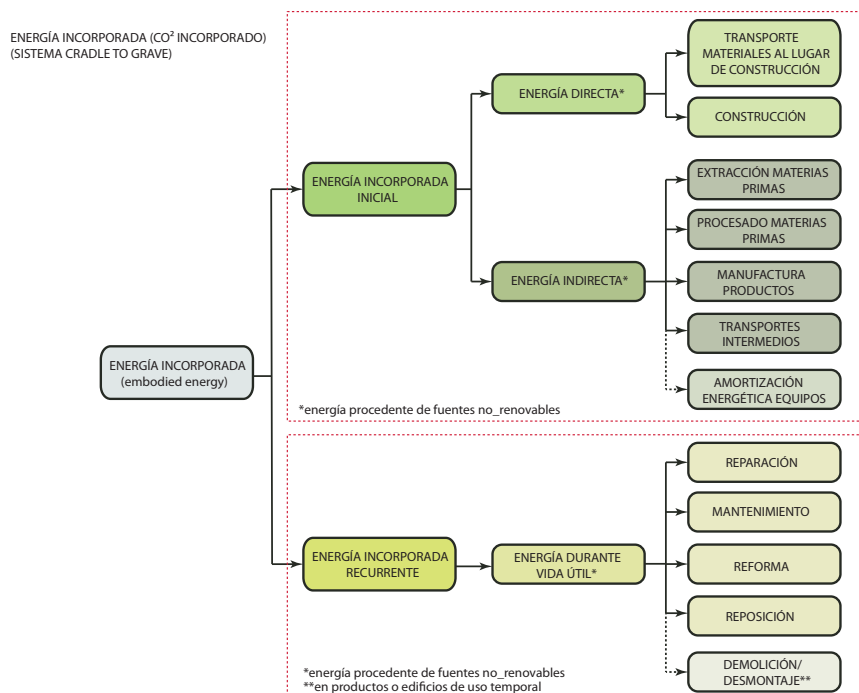 ENERGÍA INCORPORADA (CO² INCORPORADO)
(SISTEMA CRADLE TO GRAVE)
TRANSPORTE
MATERIALES AL LUGAR
DE CONSTRUCCIÓN
ENERGÍA DIRECTA*
CONSTRUCCIÓN
ENERGÍA INCORPORADA
INICIAL
EXTRACCIÓN MATERIAS
PRIMAS
PROCESADO MATERIAS
PRIMAS
ENERGÍA INDIRECTA*
MANUFACTURA
PRODUCTOS
TRANSPORTES
INTERMEDIOS
AMORTIZACIÓN
ENERGÉTICA EQUIPOS
*energía procedente de fuentes no_renovables
ENERGÍA INCORPORADA
(embodied energy)
ENERGÍA INCORPORADA
RECURRENTE
ENERGÍA DURANTE
VIDA ÚTIL*
REPARACIÓN
MANTENIMIENTO
REFORMA
REPOSICIÓN
DEMOLICIÓN/
DESMONTAJE**
*energía procedente de fuentes no_renovables
**en productos o edificios de uso temporal